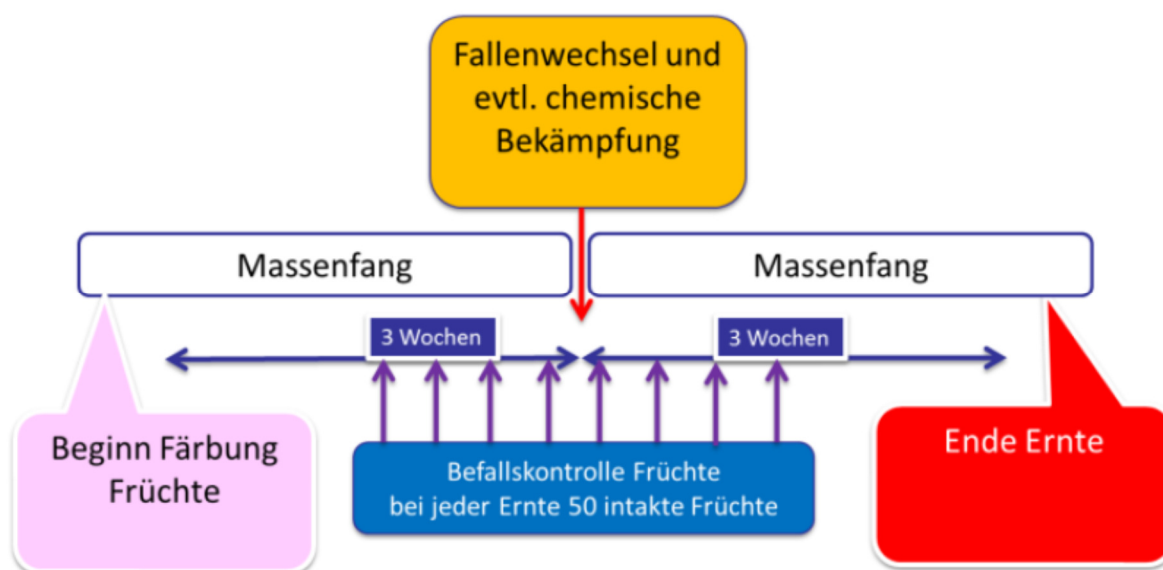 Fallenwechsel und
evtl. chemische
Bekämpfung
Massenfang
Massenfang
3 Wochen
3 Wochen
Beginn Färbung
Früchte
Befallskontrolle Früchte
bei jeder Ernte 50 intakte Früchte
Ende Ernte